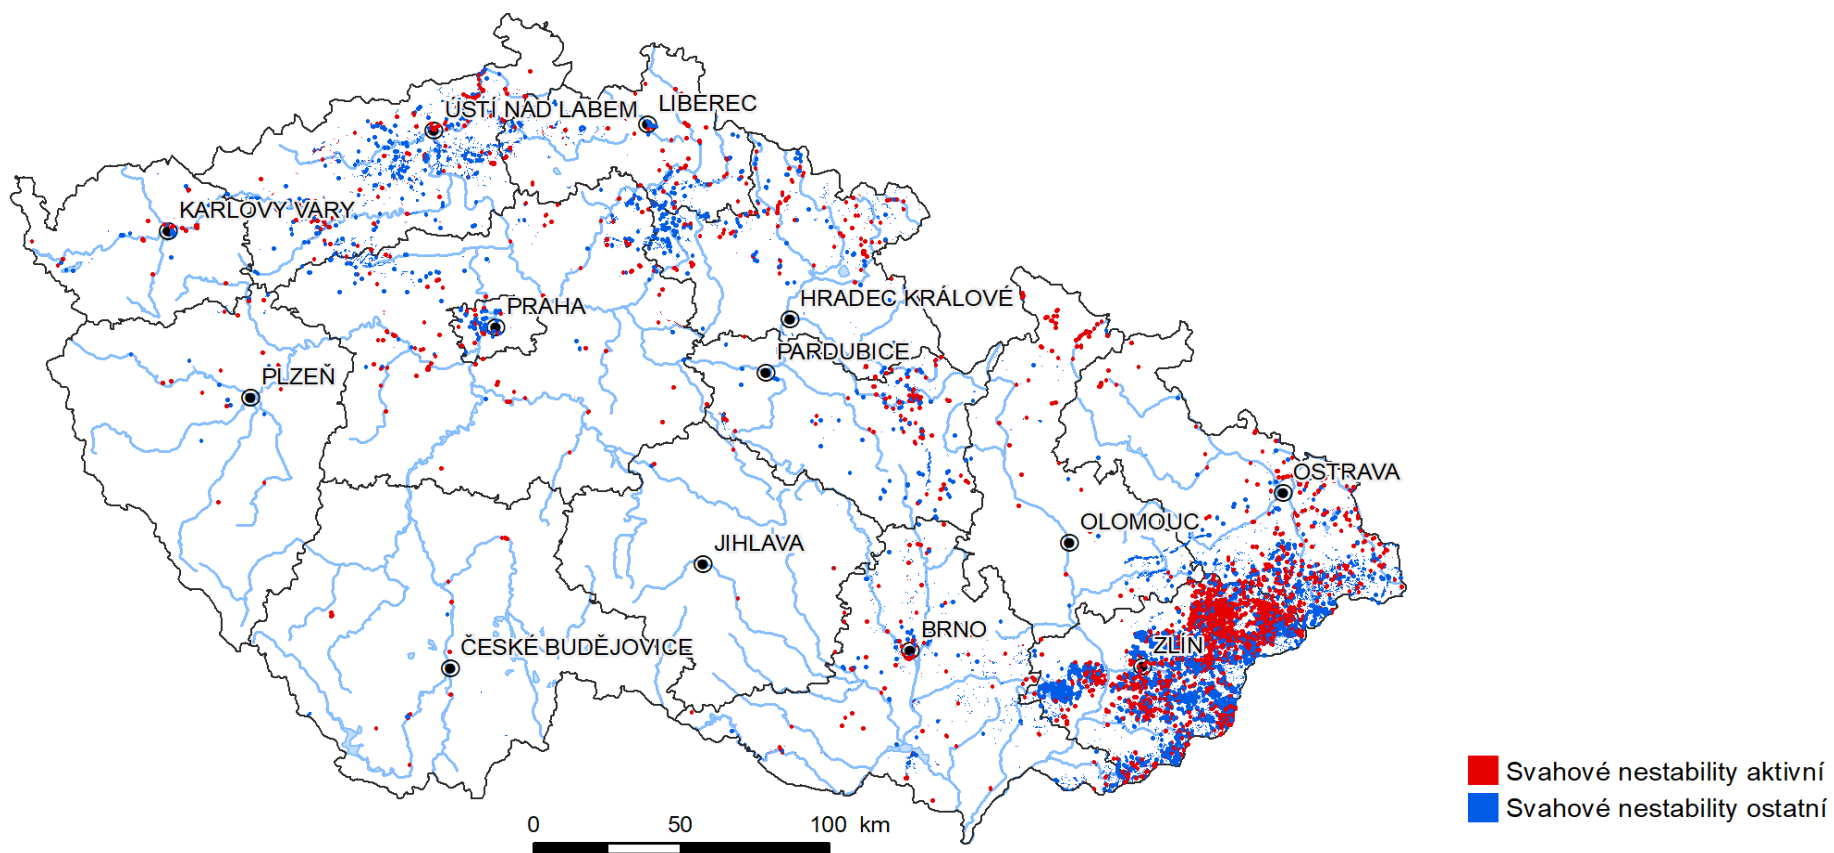 ÚSTÍ NAD LABEM
LIBEREC
KARLOVY VARY
PRAHA
HRADEC KRÁLOVÉ
PARDUBICE
PLZEŇ
OSTRAVA
OLOMOUC
JIHLAVA
BRNO
ČESKÉ BUDĚJOVICE
ZLÍN
Svahové nestability aktivní
Svahové nestability ostatní
0 50 100 km